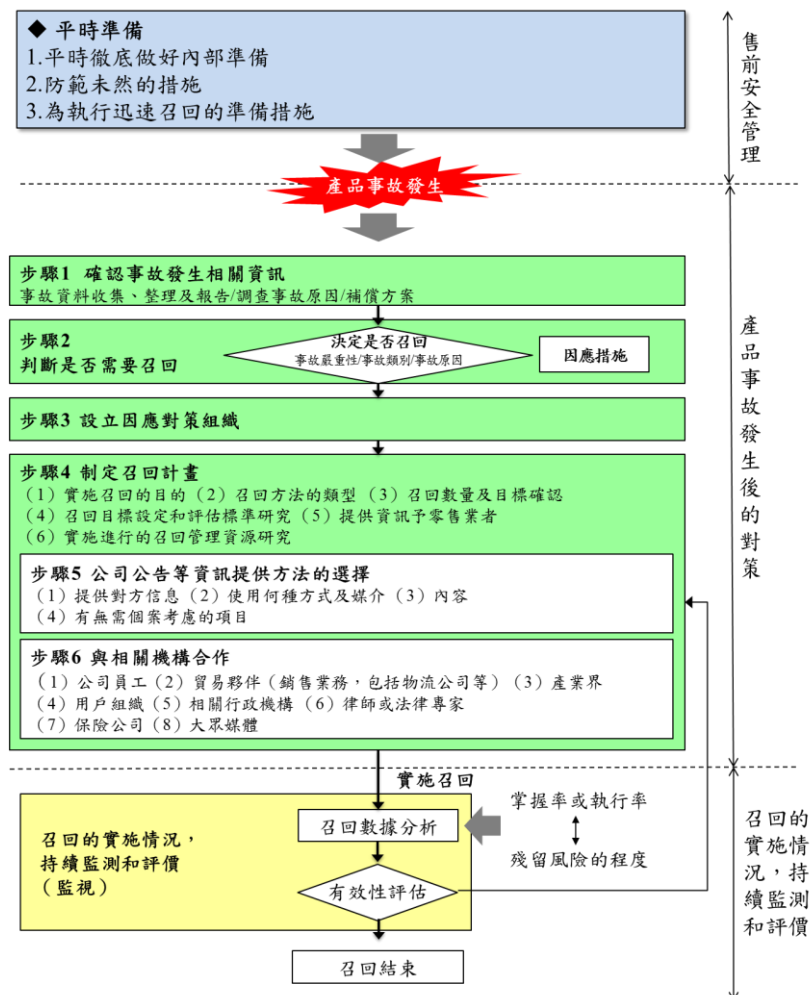 ◆ 平時準備
1.平時徹底做好內部準備
2.防範未然的措施
3.為執行迅速召回的準備措施
售前安全管理
產品事故發生
步驟1 確認事故發生相關資訊
事故資料收集、整理及報告/調查事故原因/補償方案
步驟2
判斷是否需要召回
決定是否召回
事故嚴重性/事故類別/事故原因
因應措施
步驟3 設立因應對策組織
步驟4 制定召回計畫
（1）實施召回的目的（2）召回方法的類型（3）召回數量及目標確認
（4）召回目標設定和評估標準研究（5）提供資訊予零售業者
（6）實施進行的召回管理資源研究
步驟5 公司公告等資訊提供方法的選擇
（1）提供對方信息（2）使用何種方式及媒介（3）內容
（4）有無需個案考慮的項目
步驟6 與相關機構合作
（1）公司員工（2）貿易夥伴（銷售業務，包括物流公司等）（3）產業界
（4）用戶組織（5）相關行政機構（6）律師或法律專家
（7）保險公司（8）大眾媒體
產品事故發生後的對策
實施召回
召回的實施情況，
持續監測和評價
（監視）
召回數據分析
掌握率或執行率
殘留風險的程度
有效性評估
召回結束
召回的
實施情
況，持
續監測
和評價